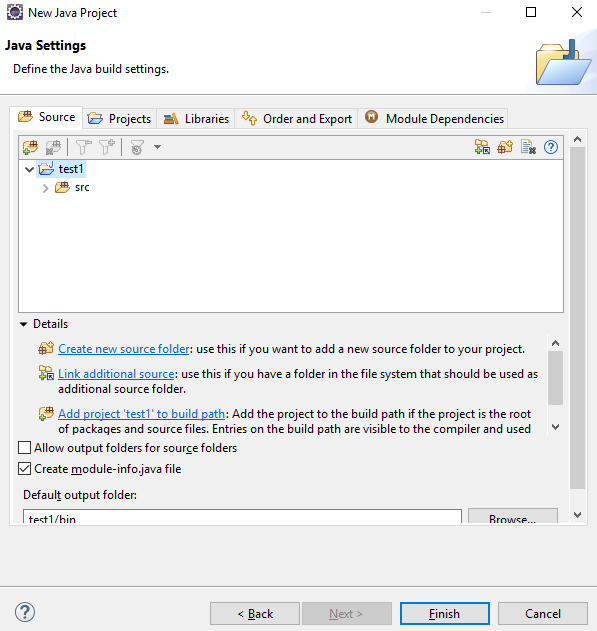 New Java Project
Java Settings
Define the Java build settings.
Source Projects Libraries Order and Export Module Dependencies
test1
src
Details
Create new source folder: use this if you want to add a new source folder to your project.
Link additional source: use this if you have a folder in the file system that should be used as
additional source folder.
Add project 'test1' to build path: Add the project to the build path if the project is the root
of packages and source files. Entries on the build path are visible to the compiler and used
Allow output folders for source folders
Create module-info.java file
Default output folder:
test1/bin Browse...
< Back Next > Finish Cancel